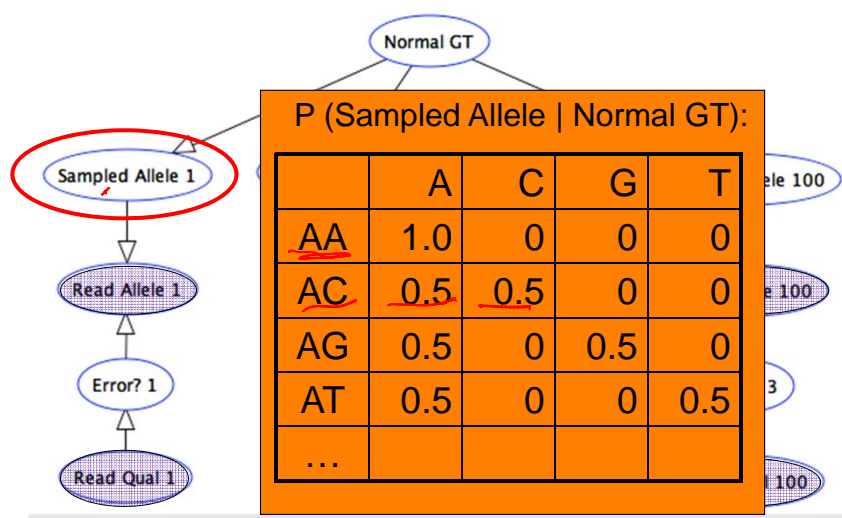 Normal GT
P (Sampled Allele | Normal GT):
A C G T
AA 1.0 0 0 0
AC 0.5 0.5 0 0
AG 0.5 0 0.5 0
AT 0.5 0 0 0.5
…
Sampled Allele 1
Read Allele 1
Error? 1
Read Qual 1
ele 100
e 100
3
100